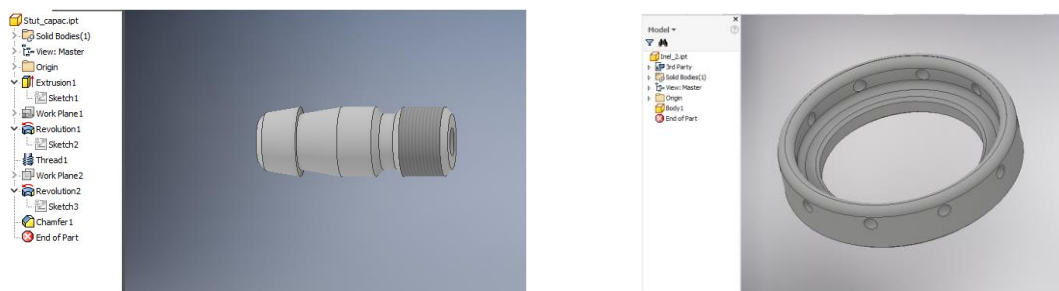 Stut_capac.ipt
Solid Bodies(1)
View: Master
Origin
Extrusion1
Sketch1
Work Plane1
Revolution1
Sketch2
Thread1
Work Plane2
Revolution2
Sketch3
Chamfer1
End of Part
Model
Inel_2.ipt
3rd Party
Solid Bodies(1)
View: Master
Origin
Body1
End of Part